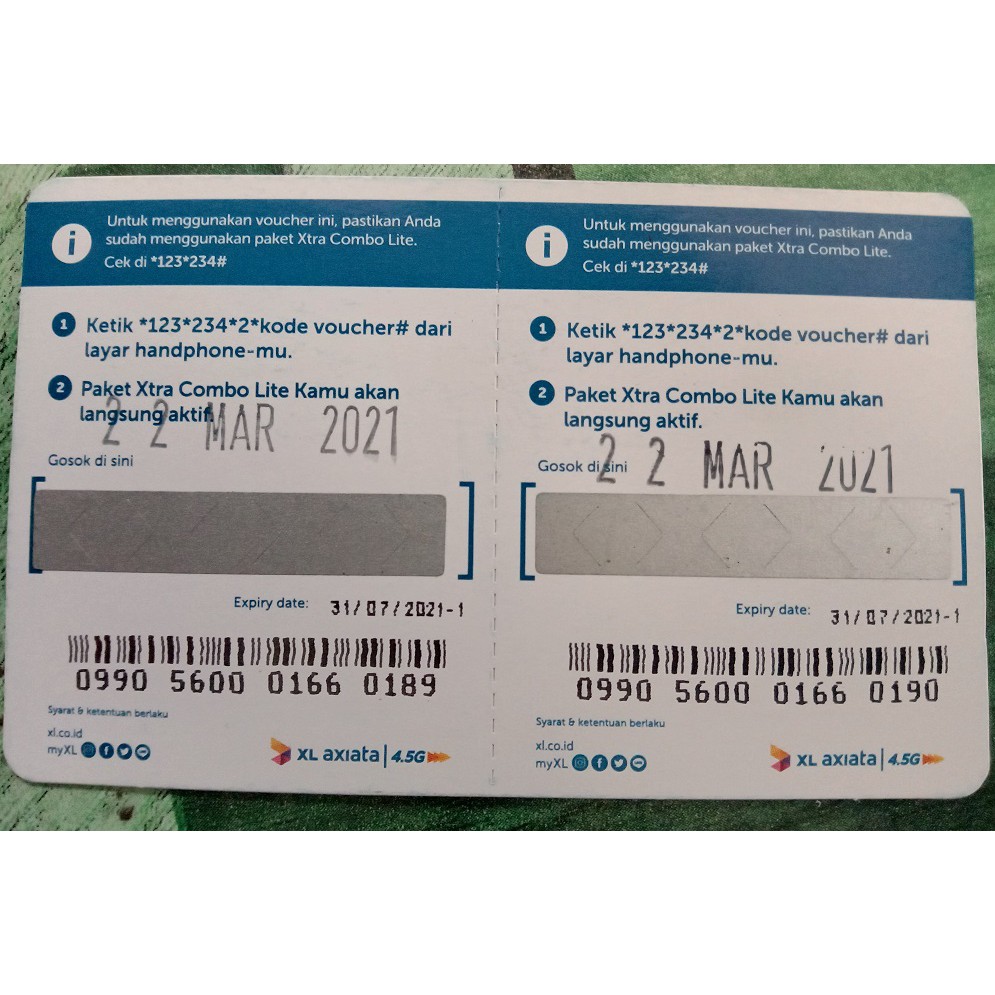 Untuk menggunakan voucher ini, pastikan Anda
sudah menggunakan paket Xtra Combo Lite.
Cek di *123*234#
1 Ketik *123*234*2*kode voucher# dari
layar handphone-mu.
2 Paket Xtra Combo Lite Kamu akan
langsung aktif.
22 MAR 2021
Gosok di sini
Expiry date: 31/07/2021-1
0990 5600 0166 0189
Syarat & ketentuan berlaku
xl.co.id
myXL
XL axiata | 4.5G
Untuk menggunakan voucher ini, pastikan Anda
sudah menggunakan paket Xtra Combo Lite.
Cek di *123*234#
1 Ketik *123*234*2*kode voucher# dari
layar handphone-mu.
2 Paket Xtra Combo Lite Kamu akan
langsung aktif.
22 MAR 2021
Gosok di sini
Expiry date: 31/07/2021-1
0990 5600 0166 0190
Syarat & ketentuan berlaku
xl.co.id
myXL
XL axiata | 4.5G